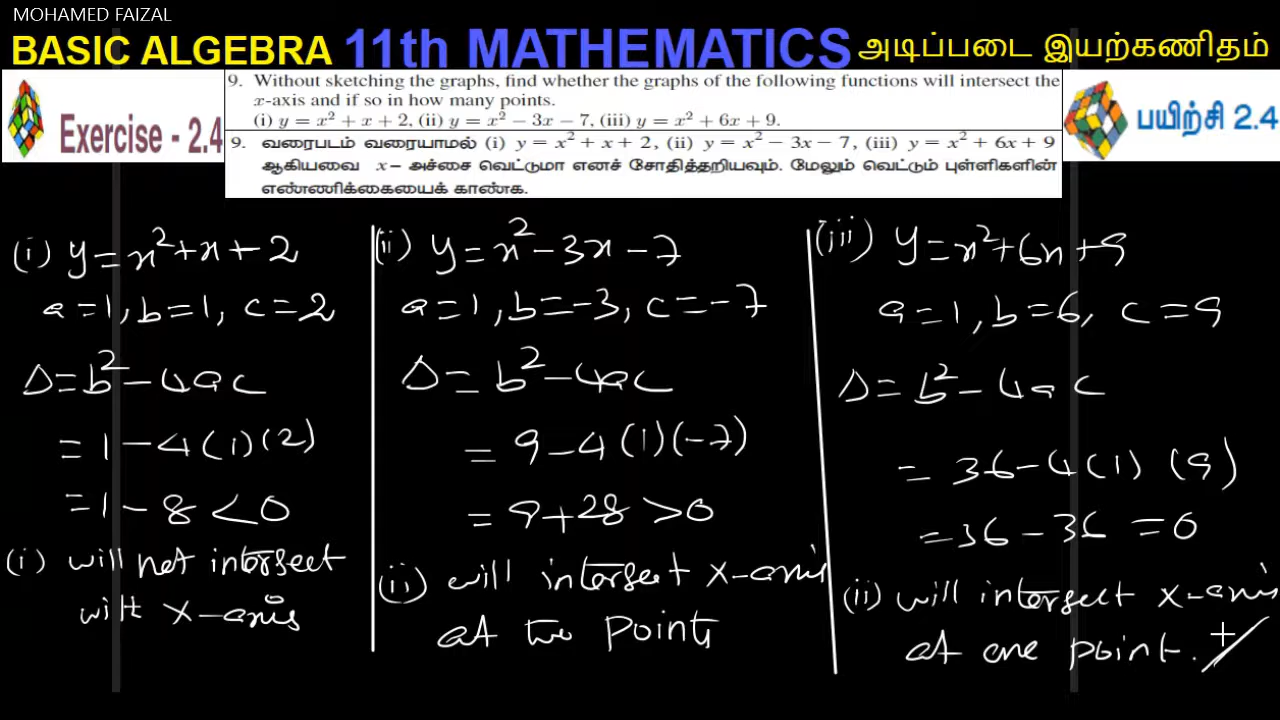 MOHAMED FAIZAL
BASIC ALGEBRA 11th MATHEMATICS அடிப்படை இயற்கணிதம்
Exercise - 2.4
9. Without sketching the graphs, find whether the graphs of the following functions will intersect the
x-axis and if so in how many points.
(i) y = x² + x + 2, (ii) y = x² − 3x − 7, (iii) y = x² + 6x + 9.
9. வரைபடம் வரையாமல் (i) y = x² + x + 2, (ii) y = x² − 3x − 7, (iii) y = x² + 6x + 9
ஆகியவை x − அச்சை வெட்டுமா எனச் சோதித்தறியவும். மேலும் வெட்டும் புள்ளிகளின்
எண்ணிக்கையைக் காண்க.
பயிற்சி 2.4
(i) y = x² + x + 2
a = 1, b = 1, c = 2
Δ = b² − 4ac
= 1 − 4(1)(2)
= 1 − 8 < 0
(i) will not intersect
with x-axis
(ii) y = x² − 3x − 7
a = 1, b = −3, c = −7
Δ = b² − 4ac
= 9 − 4(1)(−7)
= 9 + 28 > 0
(ii) will intersect x-axis
at two points
(iii) y = x² + 6x + 9
a = 1, b = 6, c = 9
Δ = b² − 4ac
= 36 − 4(1)(9)
= 36 − 36 = 0
(ii) will intersect x-axis
at one point.